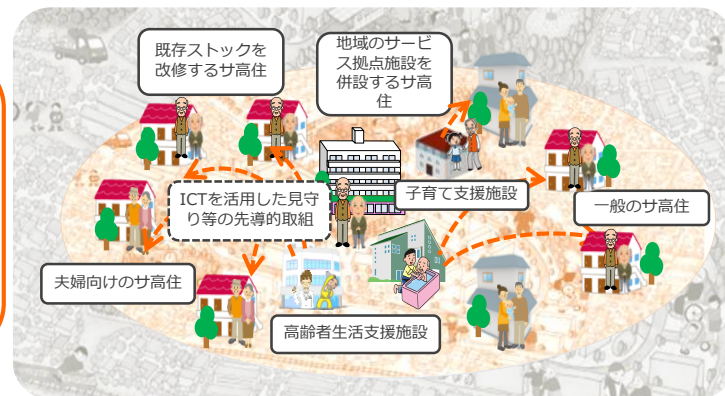 既存ストックを
改修するサ高住
地域のサービ
ス拠点施設を
併設するサ高
住
ICTを活用した見守
り等の先導的取組
子育て支援施設
一般のサ高住
夫婦向けのサ高住
高齢者生活支援施設